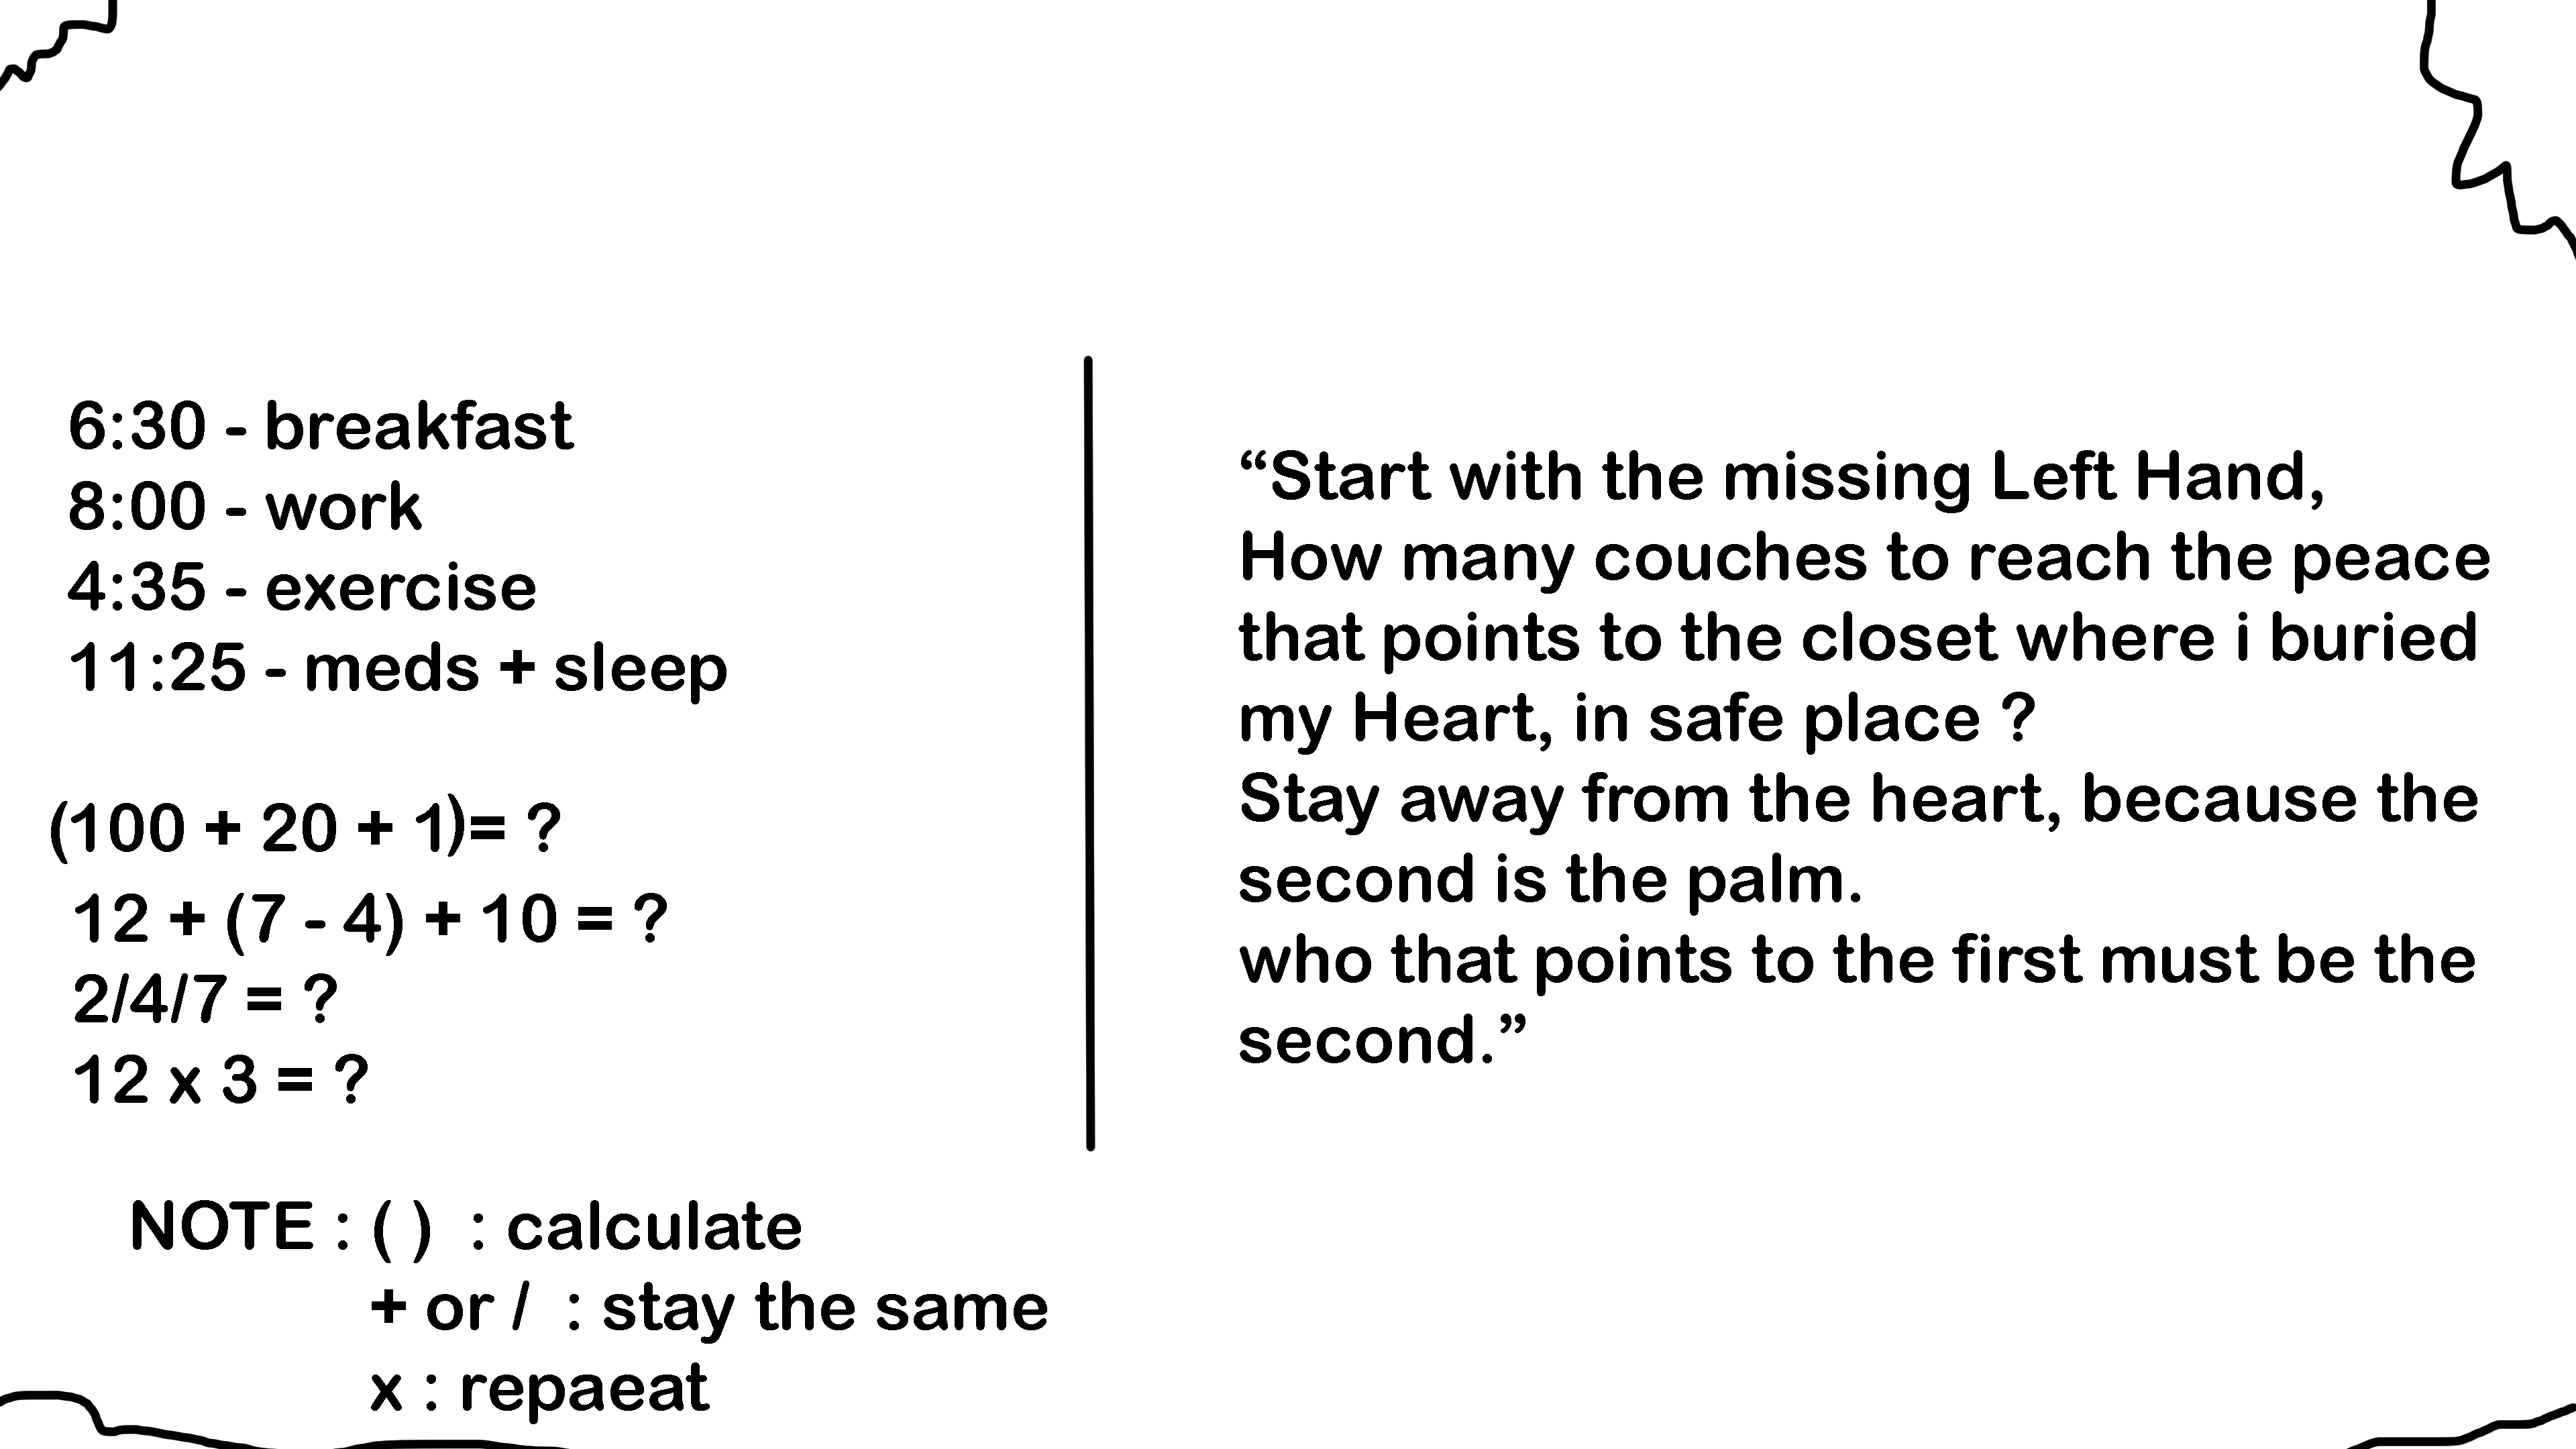 6:30 - breakfast
8:00 - work
4:35 - exercise
11:25 - meds + sleep
(100 + 20 + 1)= ?
12 + (7 - 4) + 10 = ?
2/4/7 = ?
12 x 3 = ?
NOTE : ( ) : calculate
+ or / : stay the same
x : repaeat
“Start with the missing Left Hand,
How many couches to reach the peace
that points to the closet where i buried
my Heart, in safe place ?
Stay away from the heart, because the
second is the palm.
who that points to the first must be the
second.”